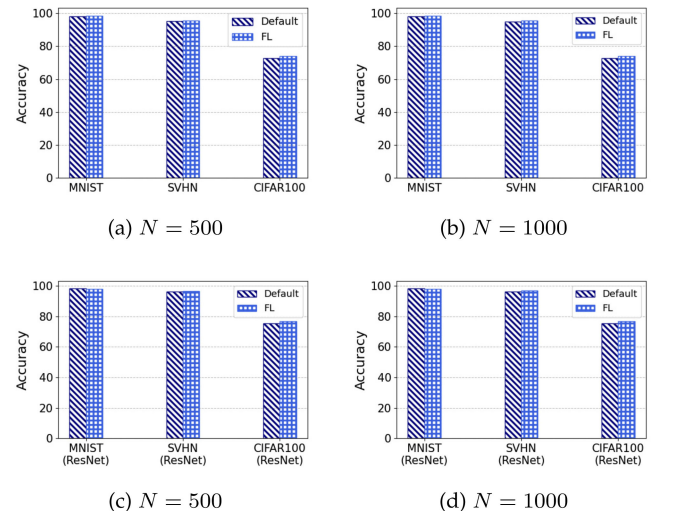 100
80
60
40
20
0
Accuracy
Default
FL
MNIST SVHN CIFAR100
(a) N = 500
100
80
60
40
20
0
Accuracy
Default
FL
MNIST SVHN CIFAR100
(b) N = 1000
100
80
60
40
20
0
Accuracy
Default
FL
MNIST SVHN CIFAR100
(ResNet) (ResNet) (ResNet)
(c) N = 500
100
80
60
40
20
0
Accuracy
Default
FL
MNIST SVHN CIFAR100
(ResNet) (ResNet) (ResNet)
(d) N = 1000